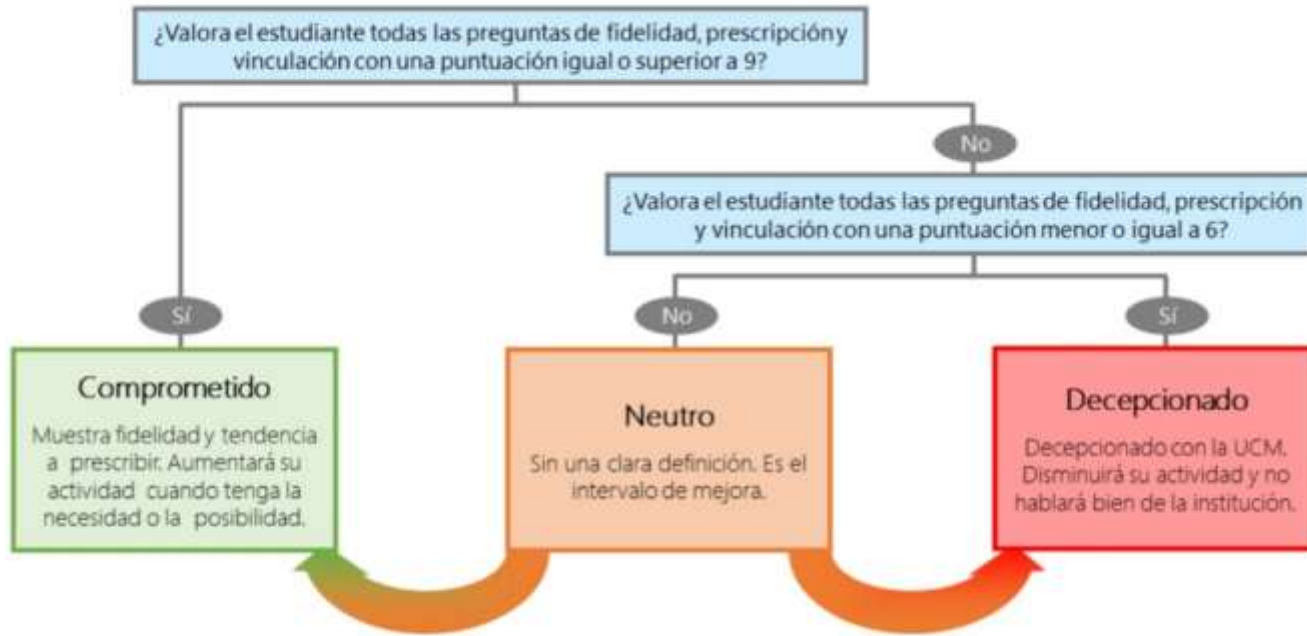 ¿Valora el estudiante todas las preguntas de fidelidad, prescripción y
vinculación con una puntuación igual o superior a 9?
No
¿Valora el estudiante todas las preguntas de fidelidad, prescripción
y vinculación con una puntuación menor o igual a 6?
Sí
No
Sí
Comprometido
Muestra fidelidad y tendencia
a prescribir. Aumentará su
actividad cuando tenga la
necesidad o la posibilidad.
Neutro
Sin una clara definición. Es el
intervalo de mejora.
Decepcionado
Decepcionado con la UCM.
Disminuirá su actividad y no
hablará bien de la institución.